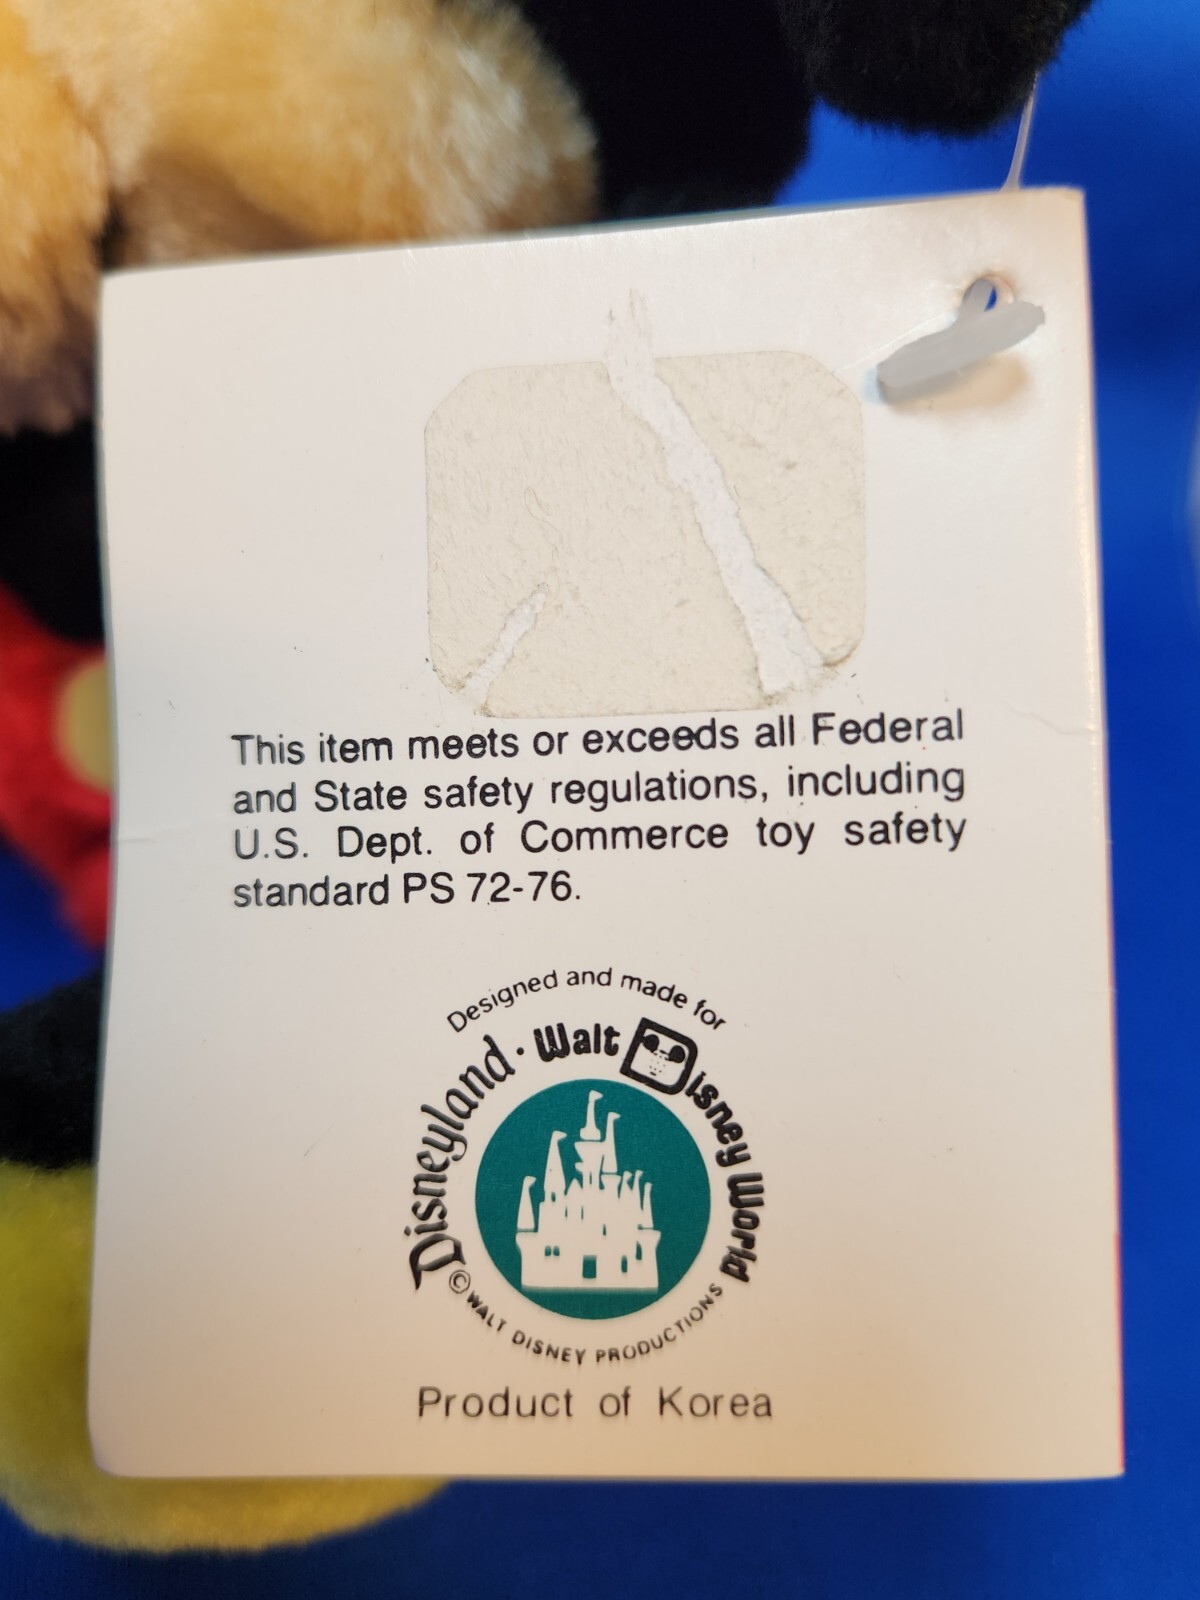 This item meets or exceeds all Federal
and State safety regulations, including
U.S. Dept. of Commerce toy safety
standard PS 72-76.
Designed and made for
Disneyland · Walt Disney World
© WALT DISNEY PRODUCTIONS
Product of Korea